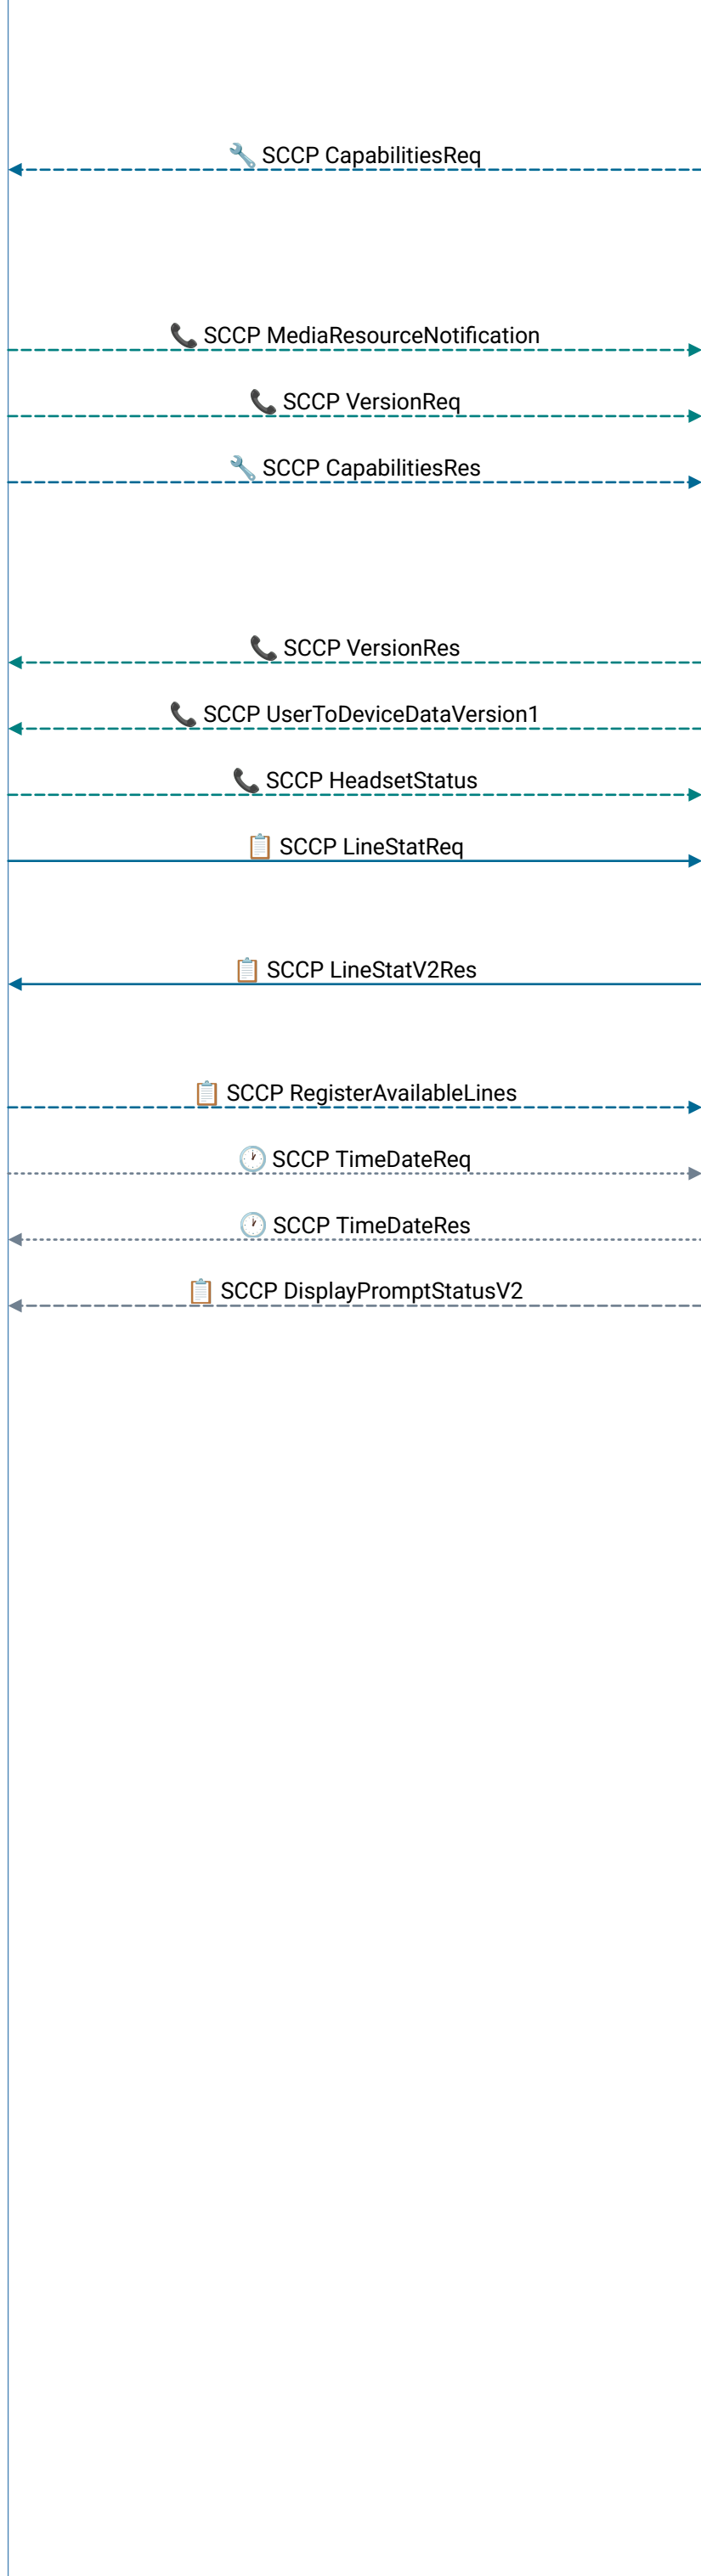 🔧 SCCP CapabilitiesReq
📞 SCCP MediaResourceNotification
📞 SCCP VersionReq
🔧 SCCP CapabilitiesRes
📞 SCCP VersionRes
📞 SCCP UserToDeviceDataVersion1
📞 SCCP HeadsetStatus
📋 SCCP LineStatReq
📋 SCCP LineStatV2Res
📋 SCCP RegisterAvailableLines
🕐 SCCP TimeDateReq
🕐 SCCP TimeDateRes
📋 SCCP DisplayPromptStatusV2